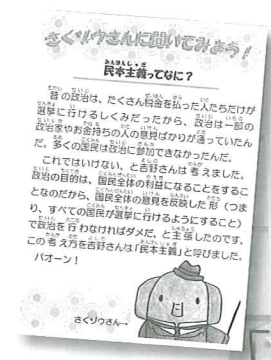 さくゾウさんに聞いてみよう!
みんぽんしゅぎ
民本主義ってなに?
昔の政治は、たくさん税金を払った人たちだけが
選挙に行けるしくみだったから、政治は一部の
政治家やお金持ちの人の意見ばかりが通っていたん
だ。多くの国民は政治に参加できなかったんだ。
これではいけない、と吉野さんは考えました。
政治の目的は、国民全体の利益になることをするこ
となのだから、国民全体の意見を反映した形(つま
り、すべての国民が選挙に行けるようにすること)
で政治を行わなければダメだ、と主張したのです。
この考え方を吉野さんは「民本主義」と呼びました。
パオーン!
さくゾウさん